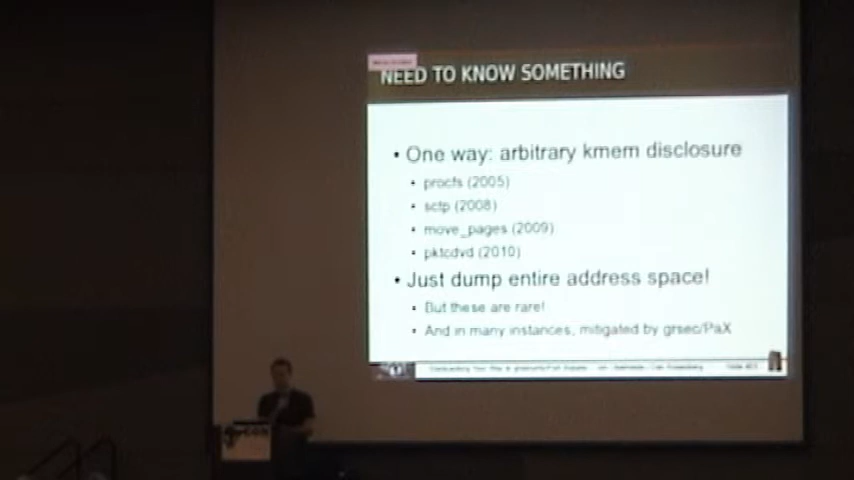 NEED TO KNOW SOMETHING
• One way: arbitrary kmem disclosure
• procfs (2005)
• sctp (2008)
• move_pages (2009)
• pktcdvd (2010)
• Just dump entire address space!
• But these are rare!
• And in many instances, mitigated by grsec/PaX